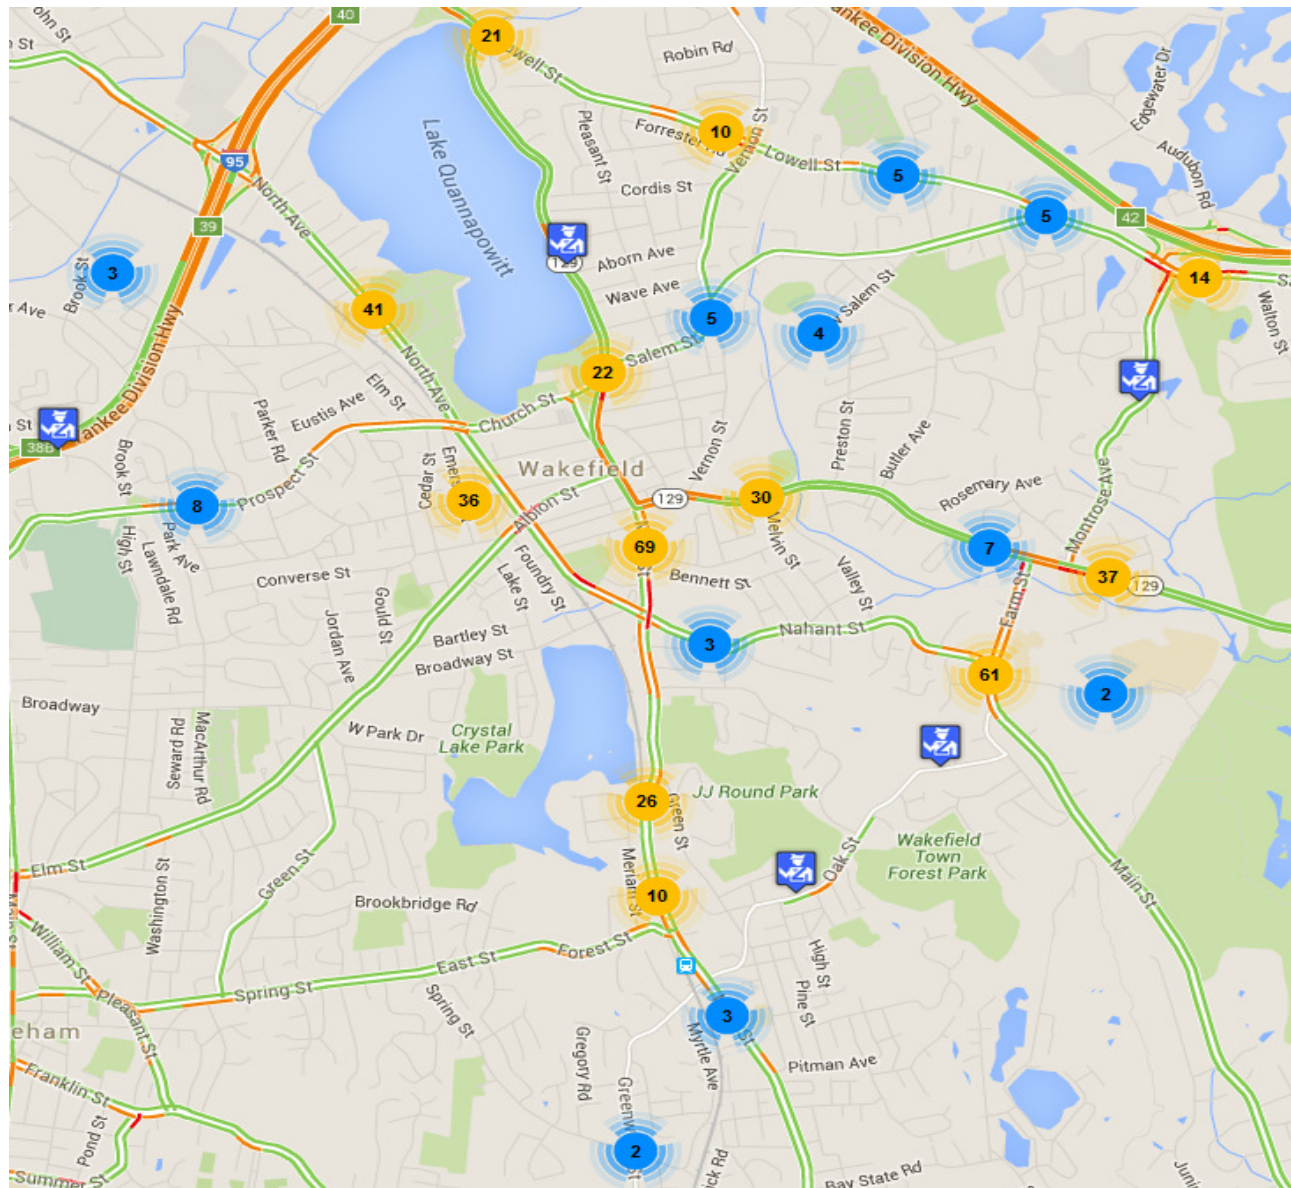 40
21
Lowell St
Robin Rd
Yankee Division Hwy
Edgewater Dr
Audubon Rd
Lake Quannapowitt
Pleasant St
Forrester Rd
10
Vernon St
Lowell St
5
Cordis St
95
North Ave
39
5
42
129
Aborn Ave
Wave Ave
14
Walton St
3
Brook St
Yankee Division Hwy
41
North Ave
5
4
Salem St
22
Salem St
Elm St
Church St
Eustis Ave
Parker Rd
38B
Brook St
Prospect St
8
Cedar St
36
Wakefield
Albion St
Vernon St
129
30
Melvin St
Preston St
Butler Ave
Rosemary Ave
Montrose Ave
High St
Park Ave
Lawndale Rd
Converse St
Gould St
Jordan Ave
Foundry St
Lake St
69
Bennett St
Valley St
7
37
129
Farm St
Bartley St
Broadway St
3
Nahant St
61
2
Broadway
Seward Rd
MacArthur Rd
W Park Dr
Crystal
Lake Park
JJ Round Park
26
Green St
Wakefield
Town
Forest Park
Oak St
Main St
Elm St
Washington St
Green St
Meriam St
10
Brookbridge Rd
William St
Pleasant St
Spring St
East St
Forest St
High St
Pine St
eham
Spring St
3
Myrtle Ave
Pitman Ave
Gregory Rd
Franklin St
Pond St
2
Summer St
Bay State Rd